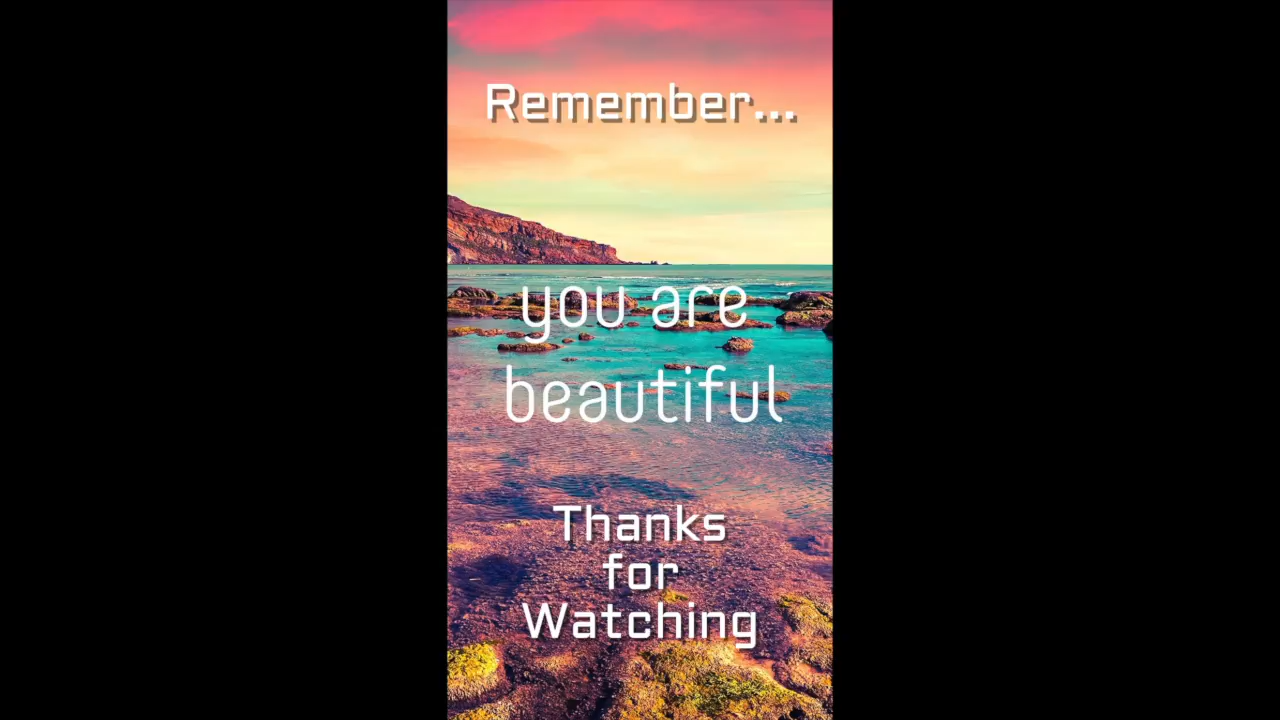 Remember...
you are
beautiful
Thanks
for
Watching